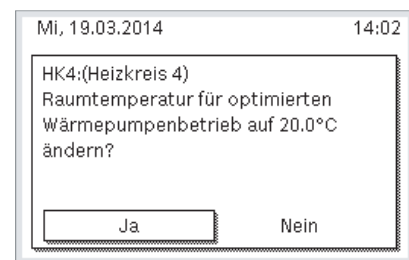 Mi, 19.03.2014 14:02
HK4:(Heizkreis 4)
Raumtemperatur für optimierten
Wärmepumpenbetrieb auf 20.0°C
ändern?
Ja Nein